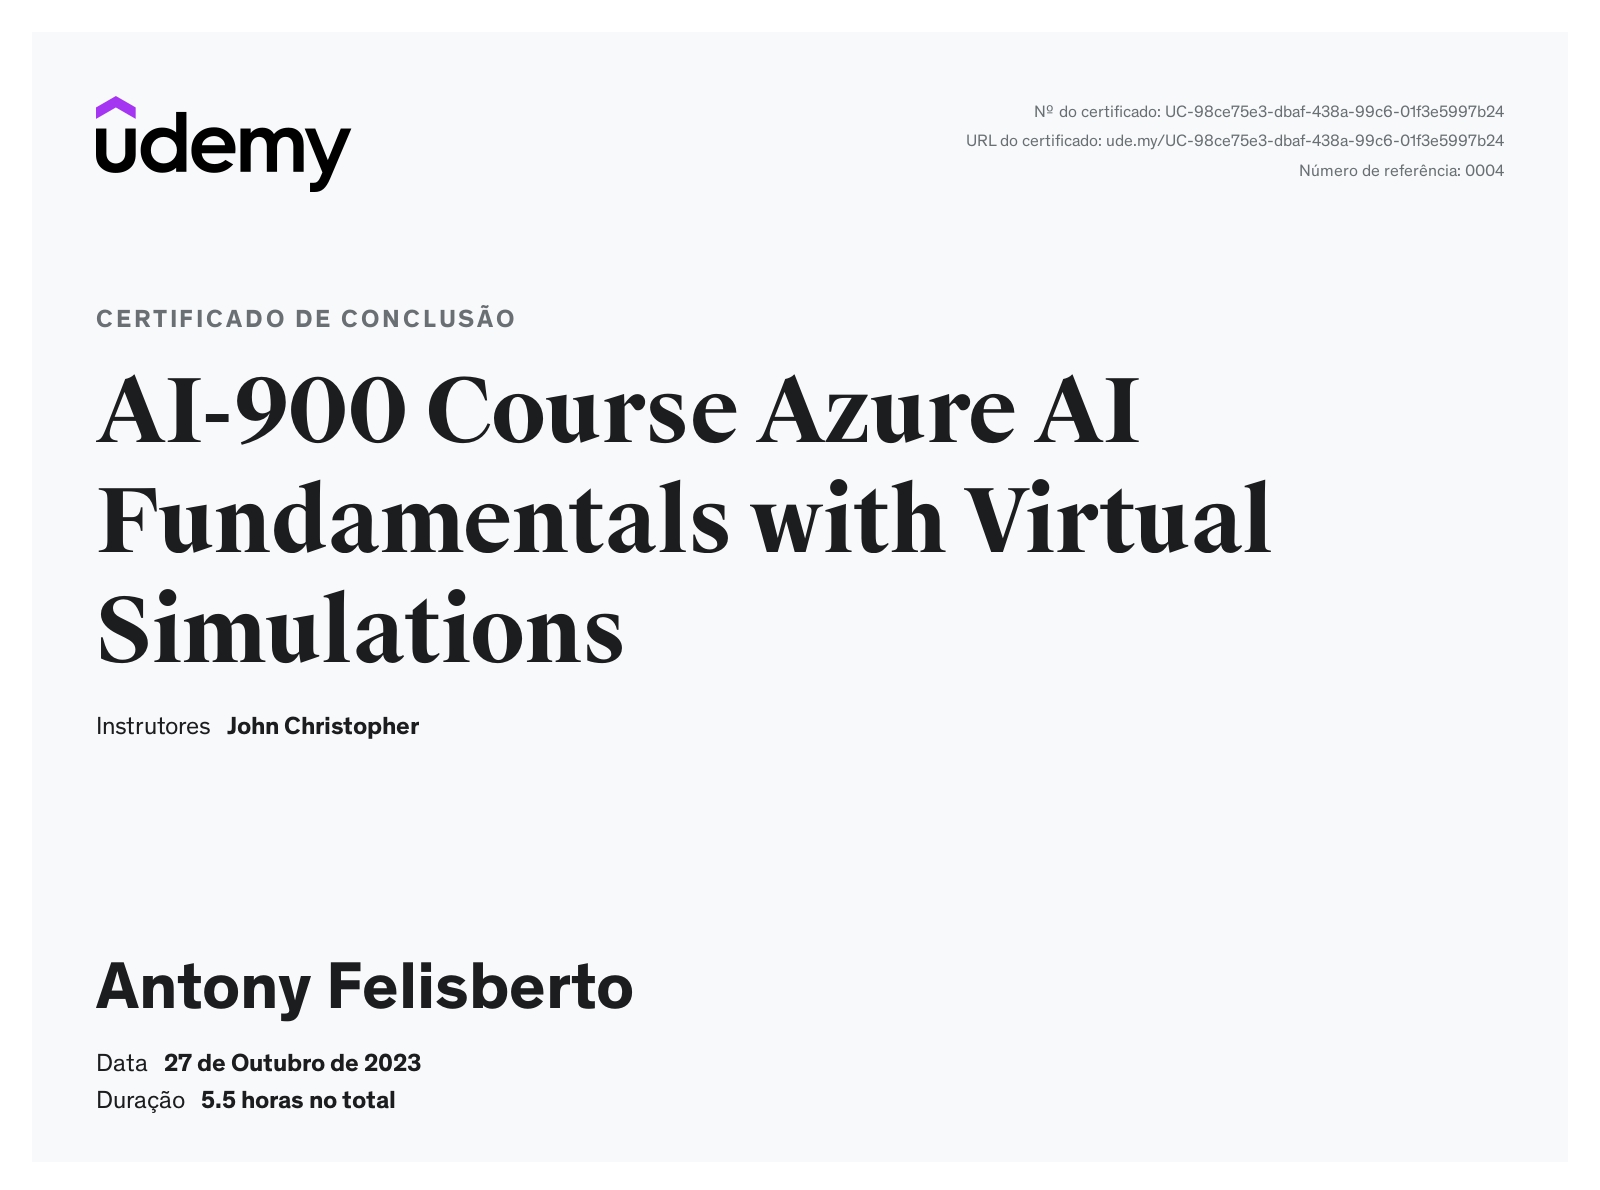 udemy
Nº do certificado: UC-98ce75e3-dbaf-438a-99c6-01f3e5997b24
URL do certificado: ude.my/UC-98ce75e3-dbaf-438a-99c6-01f3e5997b24
Número de referência: 0004
CERTIFICADO DE CONCLUSÃO
AI-900 Course Azure AI
Fundamentals with Virtual
Simulations
Instrutores John Christopher
Antony Felisberto
Data 27 de Outubro de 2023
Duração 5.5 horas no total